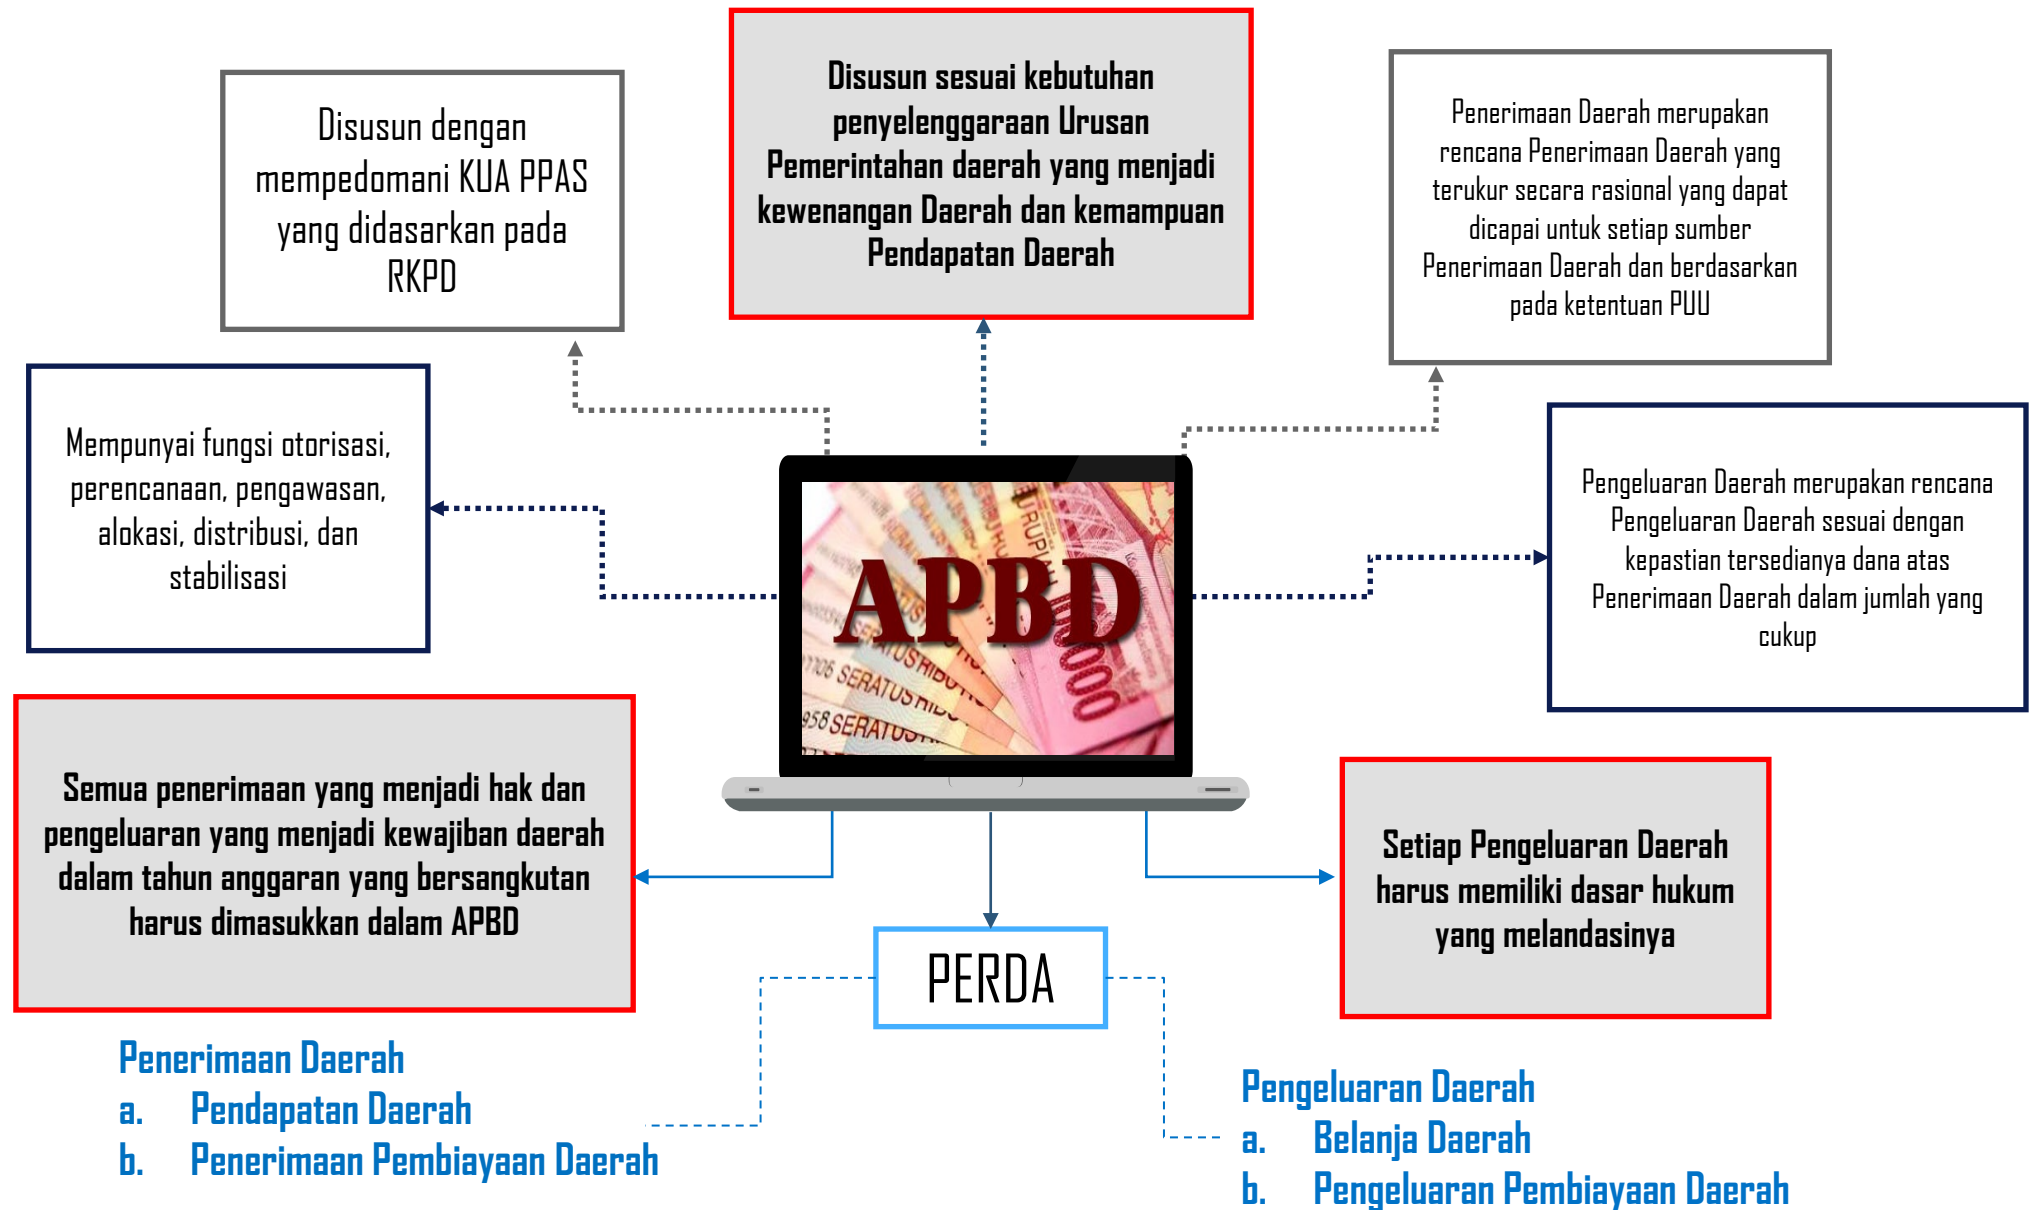 Disusun sesuai kebutuhan
penyelenggaraan Urusan
Pemerintahan daerah yang menjadi
kewenangan Daerah dan kemampuan
Pendapatan Daerah
Disusun dengan
mempedomani KUA PPAS
yang didasarkan pada
RKPD
Penerimaan Daerah merupakan
rencana Penerimaan Daerah yang
terukur secara rasional yang dapat
dicapai untuk setiap sumber
Penerimaan Daerah dan berdasarkan
pada ketentuan PUU
Mempunyai fungsi otorisasi,
perencanaan, pengawasan,
alokasi, distribusi, dan
stabilisasi
APBD
SERATUS
958 SERATUS
Pengeluaran Daerah merupakan rencana
Pengeluaran Daerah sesuai dengan
kepastian tersedianya dana atas
Penerimaan Daerah dalam jumlah yang
cukup
Semua penerimaan yang menjadi hak dan
pengeluaran yang menjadi kewajiban daerah
dalam tahun anggaran yang bersangkutan
harus dimasukkan dalam APBD
Setiap Pengeluaran Daerah
harus memiliki dasar hukum
yang melandasinya
PERDA
Penerimaan Daerah
a. Pendapatan Daerah
b. Penerimaan Pembiayaan Daerah
Pengeluaran Daerah
a. Belanja Daerah
b. Pengeluaran Pembiayaan Daerah